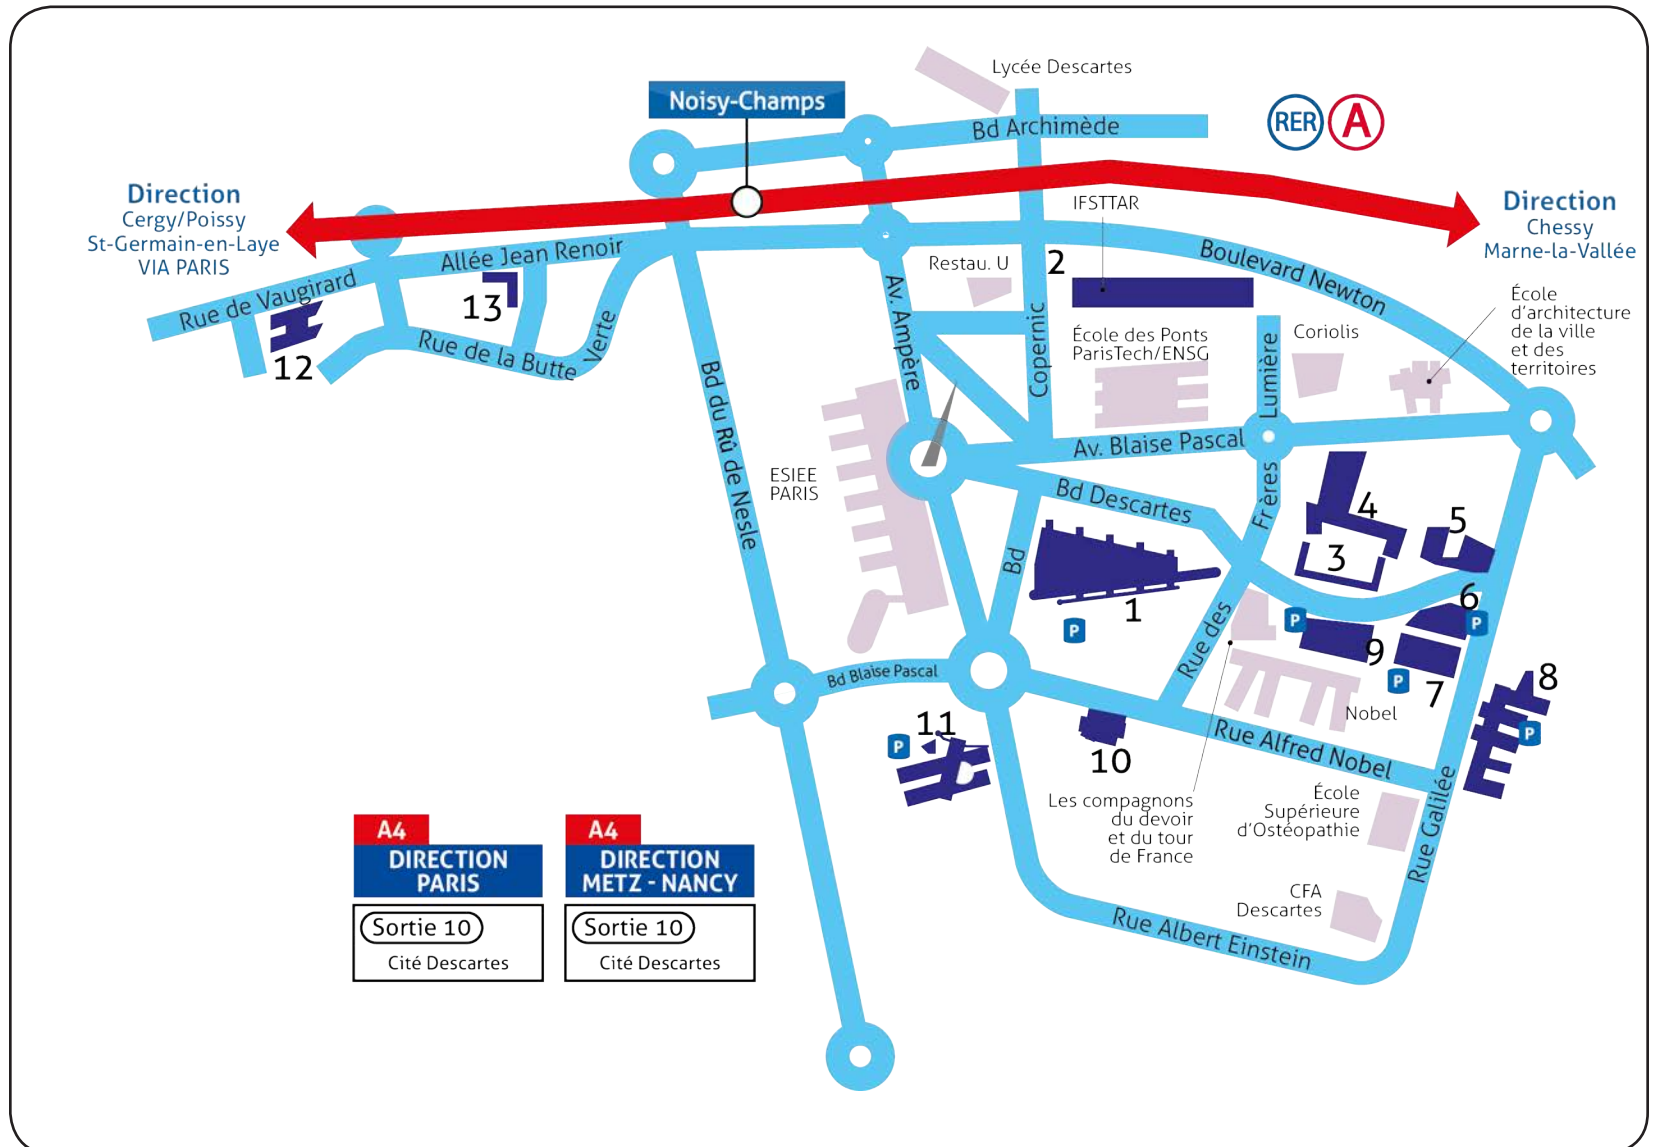 Lycée Descartes
Noisy-Champs
Bd Archimède
RER A
Direction
Cergy/Poissy
St-Germain-en-Laye
VIA PARIS
Direction
Chessy
Marne-la-Vallée
IFSTTAR
Allée Jean Renoir
Rue de Vaugirard
Boulevard Newton
Restau. U
2
13
12
Rue de la Butte
Verte
Av. Ampère
Copernic
École des Ponts
ParisTech/ENSG
Lumière
Coriolis
École
d'architecture
de la ville
et des
territoires
Bd du Rû de Nesle
Av. Blaise Pascal
ESIEE
PARIS
Bd Descartes
Frères
4
5
3
Bd
1
6
P
P
P
Rue des
9
7
P
8
P
Bd Blaise Pascal
Nobel
11
P
10
Rue Alfred Nobel
Les compagnons
du devoir
et du tour
de France
École
Supérieure
d'Ostéopathie
Rue Galilée
CFA
Descartes
Rue Albert Einstein
A4
DIRECTION
PARIS
Sortie 10
Cité Descartes
A4
DIRECTION
METZ - NANCY
Sortie 10
Cité Descartes